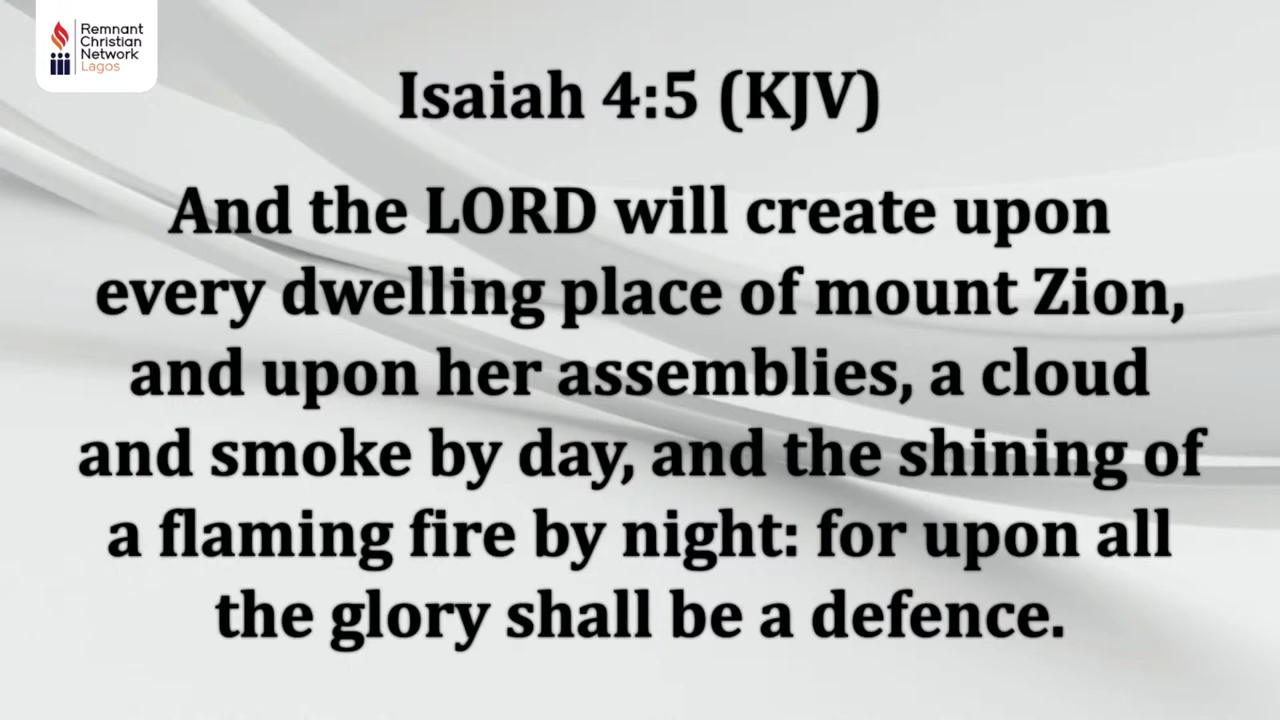 Remnant
Christian
Network
Lagos
Isaiah 4:5 (KJV)
And the LORD will create upon
every dwelling place of mount Zion,
and upon her assemblies, a cloud
and smoke by day, and the shining of
a flaming fire by night: for upon all
the glory shall be a defence.